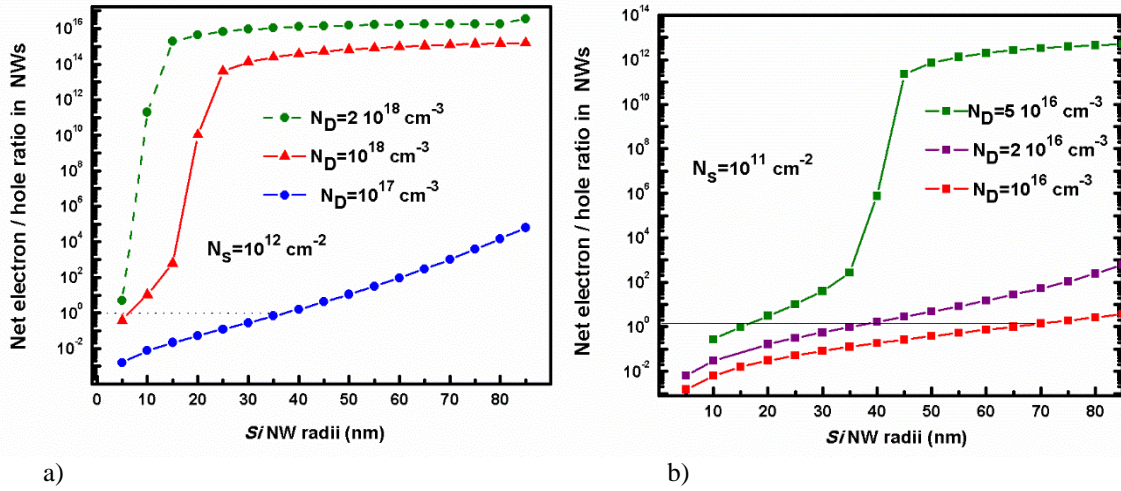 Net electron / hole ratio in NWs
10^16
10^14
10^12
10^10
10^8
10^6
10^4
10^2
10^0
10^-2
N_D=2 10^18 cm^-3
N_D=10^18 cm^-3
N_D=10^17 cm^-3
N_S=10^12 cm^-2
0 10 20 30 40 50 60 70 80
Si NW radii (nm)
a)
Net electron / hole ratio in NWs
10^14
10^12
10^10
10^8
10^6
10^4
10^2
10^0
10^-2
N_D=5 10^16 cm^-3
N_D=2 10^16 cm^-3
N_D=10^16 cm^-3
N_S=10^11 cm^-2
10 20 30 40 50 60 70 80
Si NW radii (nm)
b)